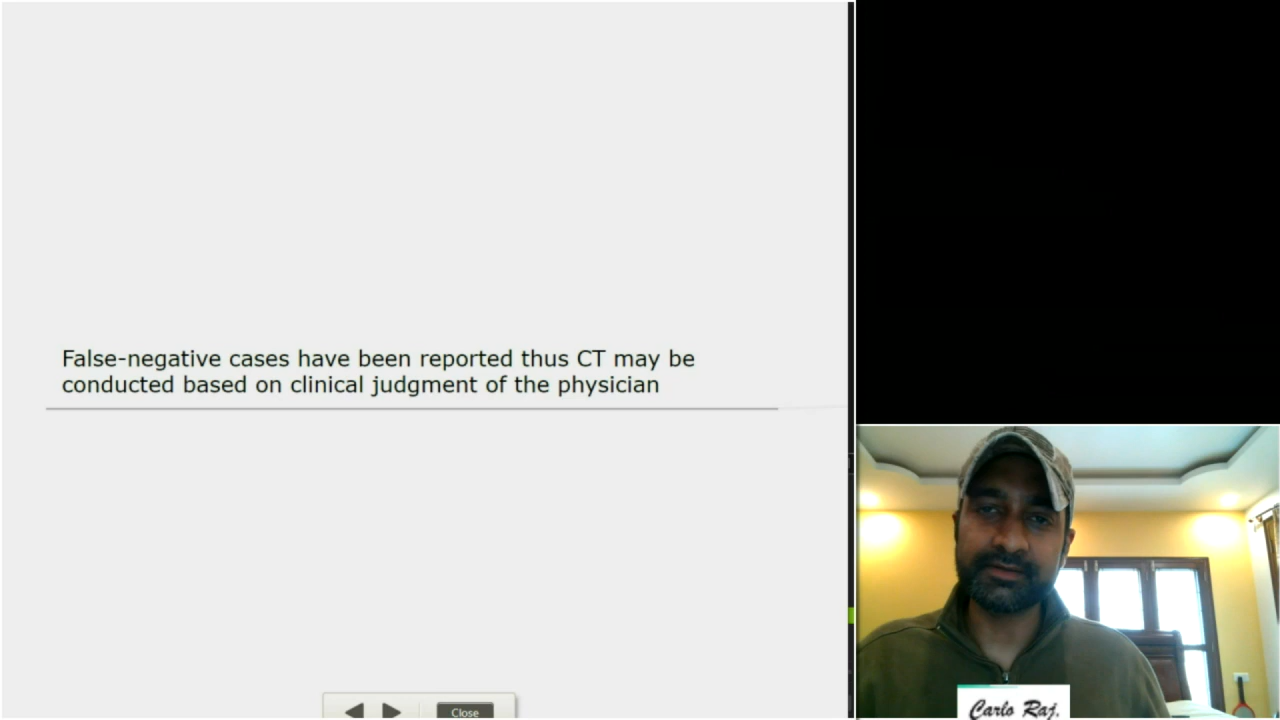 False-negative cases have been reported thus CT may be
conducted based on clinical judgment of the physician
Close
Carlo Raj.